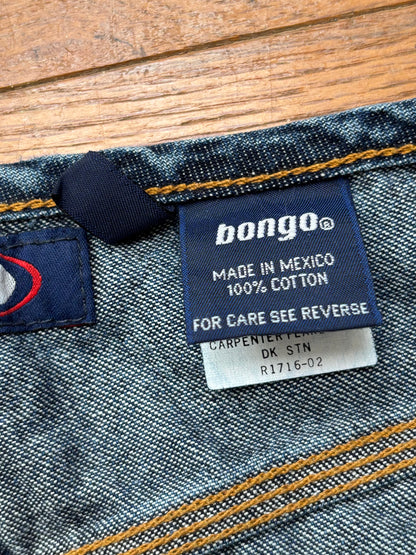 bongo®
MADE IN MEXICO
100% COTTON
FOR CARE SEE REVERSE
CARPENTER
DK STN
R1716-02